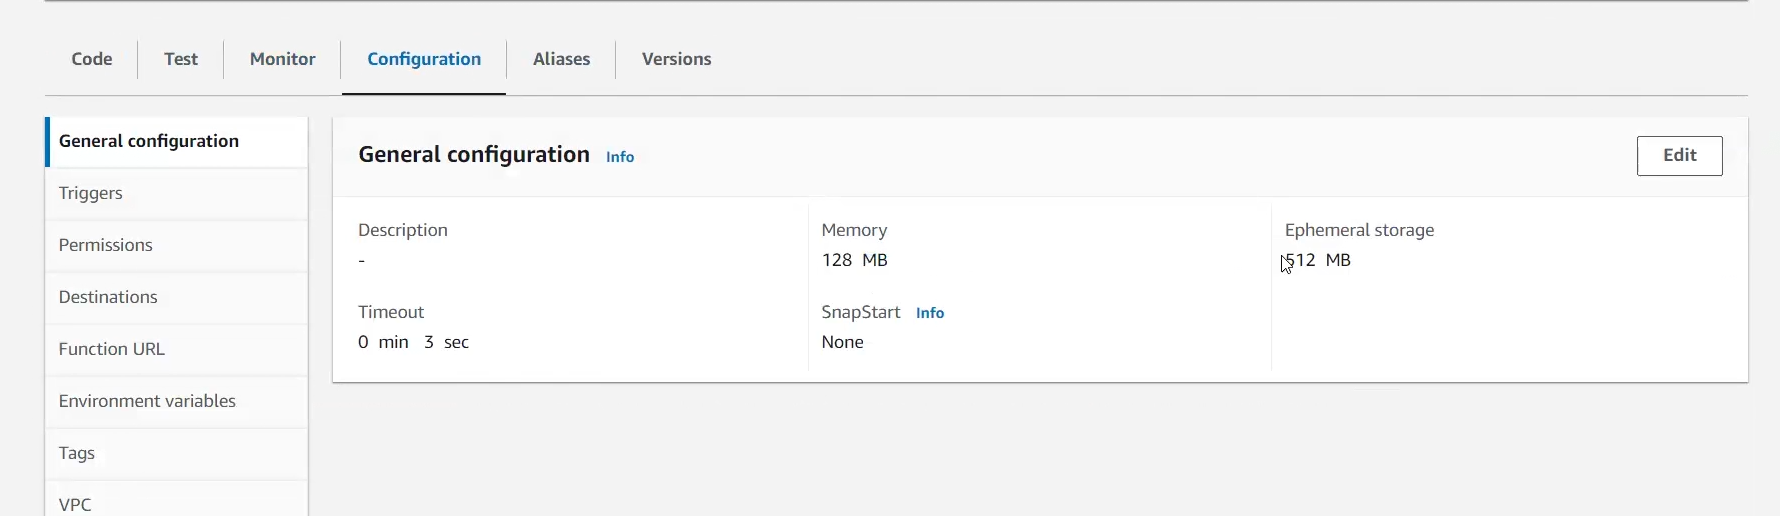 Code Test Monitor Configuration Aliases Versions
General configuration
Triggers
Permissions
Destinations
Function URL
Environment variables
Tags
VPC
General configuration Info
Edit
Description
-
Memory
128 MB
Ephemeral storage
512 MB
Timeout
0 min 3 sec
SnapStart Info
None